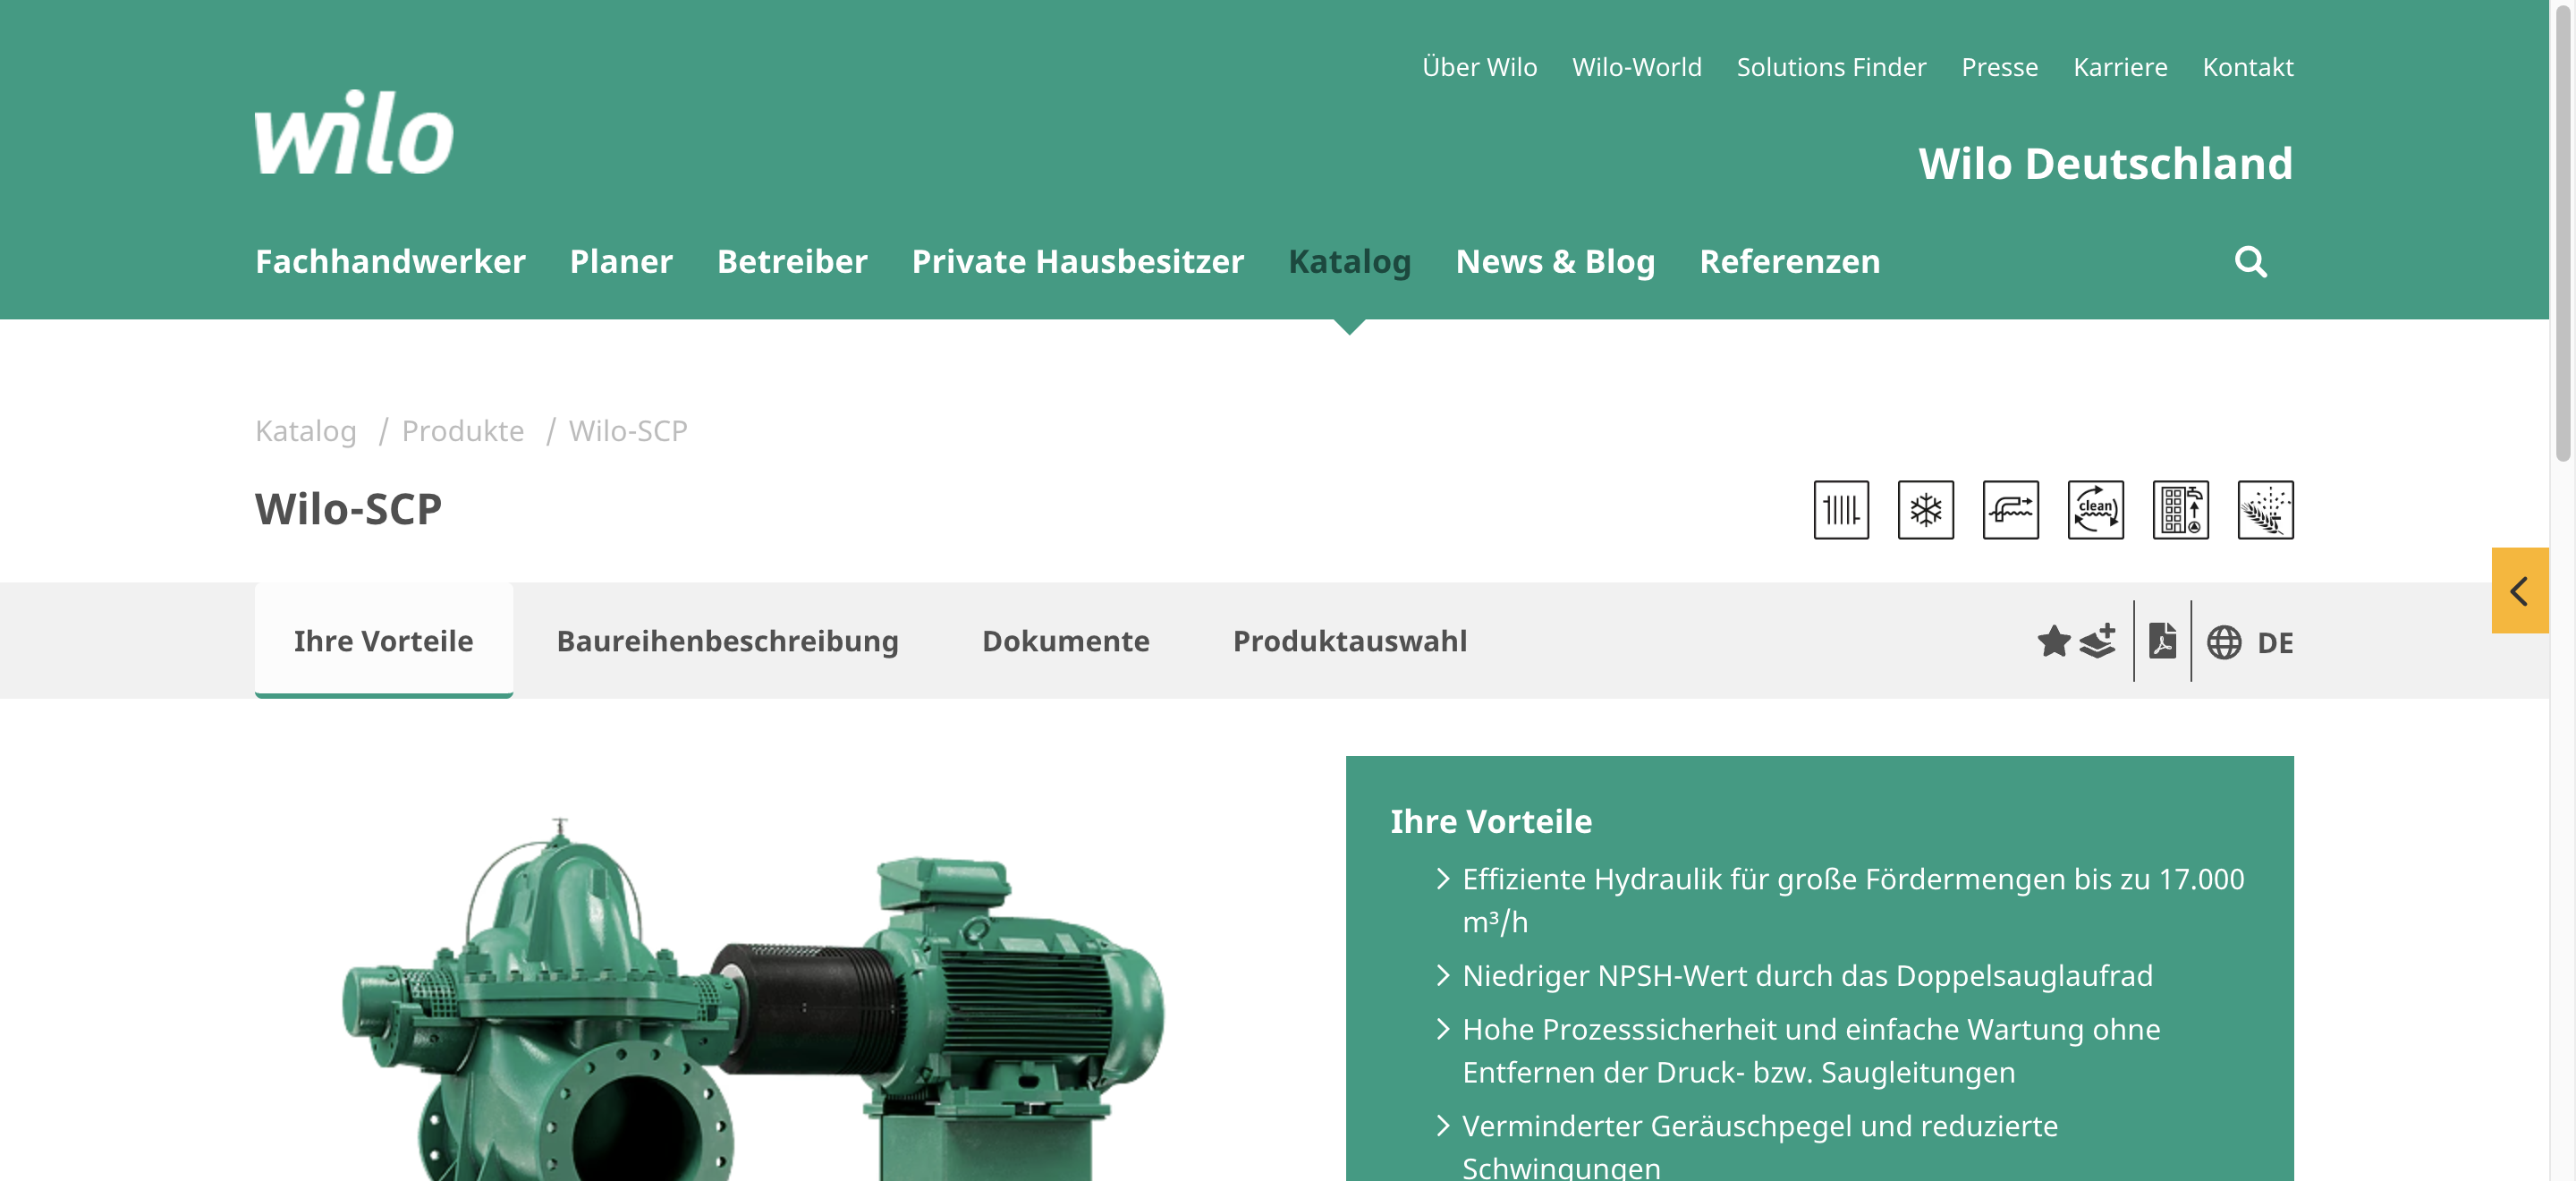 Über Wilo Wilo-World Solutions Finder Presse Karriere Kontakt
wilo
Wilo Deutschland
Fachhandwerker Planer Betreiber Private Hausbesitzer Katalog News & Blog Referenzen
Katalog / Produkte / Wilo-SCP
Wilo-SCP
clean
Ihre Vorteile Baureihenbeschreibung Dokumente Produktauswahl DE
Ihre Vorteile
Effiziente Hydraulik für große Fördermengen bis zu 17.000
m³/h
Niedriger NPSH-Wert durch das Doppelsauglaufrad
Hohe Prozesssicherheit und einfache Wartung ohne
Entfernen der Druck- bzw. Saugleitungen
Verminderter Geräuschpegel und reduzierte
Schwingungen